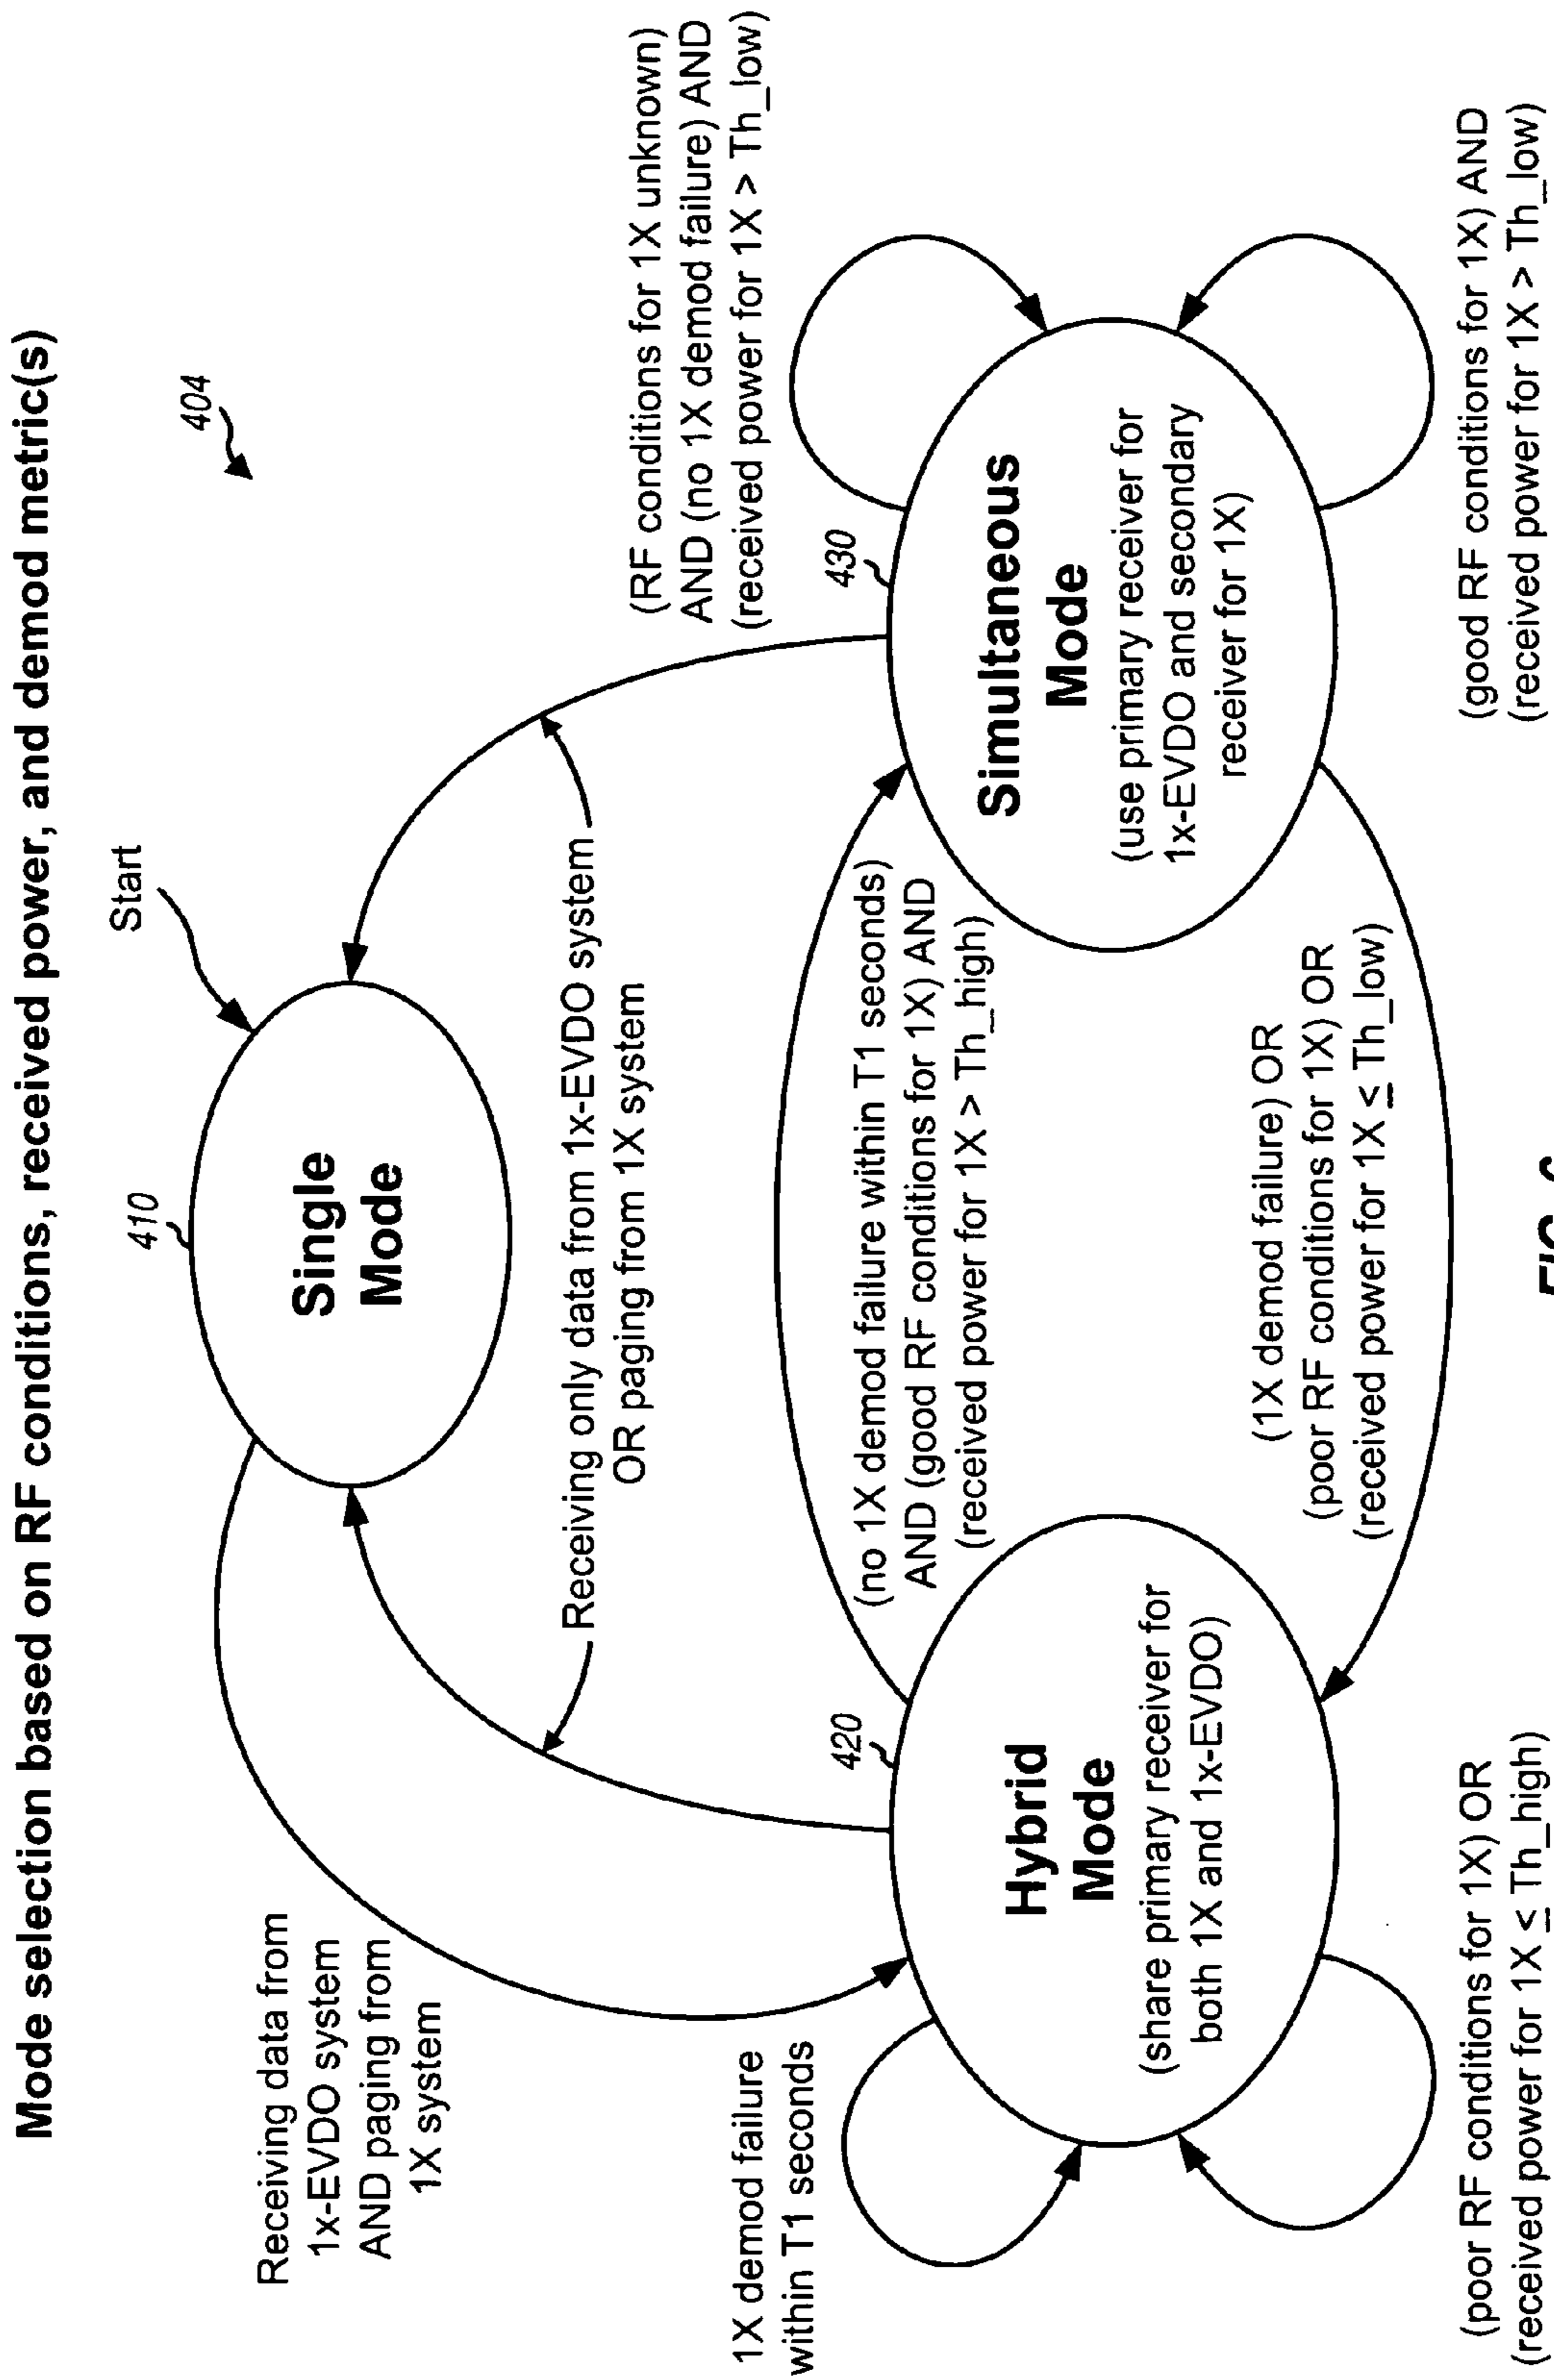 Mode selection based on RF conditions, received power, and demod metric(s)
404
Start
410
Single
Mode
Receiving data from
1x-EVDO system
AND paging from
1X system
Receiving only data from 1x-EVDO system
OR paging from 1X system
(RF conditions for 1X unknown)
AND (no 1X demod failure) AND
(received power for 1X > Th_low)
1X demod failure
within T1 seconds
420
Hybrid
Mode
(share primary receiver for
both 1X and 1x-EVDO)
(no 1X demod failure within T1 seconds)
AND (good RF conditions for 1X) AND
(received power for 1X > Th_high)
430
Simultaneous
Mode
(use primary receiver for
1x-EVDO and secondary
receiver for 1X)
(1X demod failure) OR
(poor RF conditions for 1X) OR
(received power for 1X ≤ Th_low)
(poor RF conditions for 1X) OR
(received power for 1X ≤ Th_high)
(good RF conditions for 1X) AND
(received power for 1X > Th_low)
FIG.